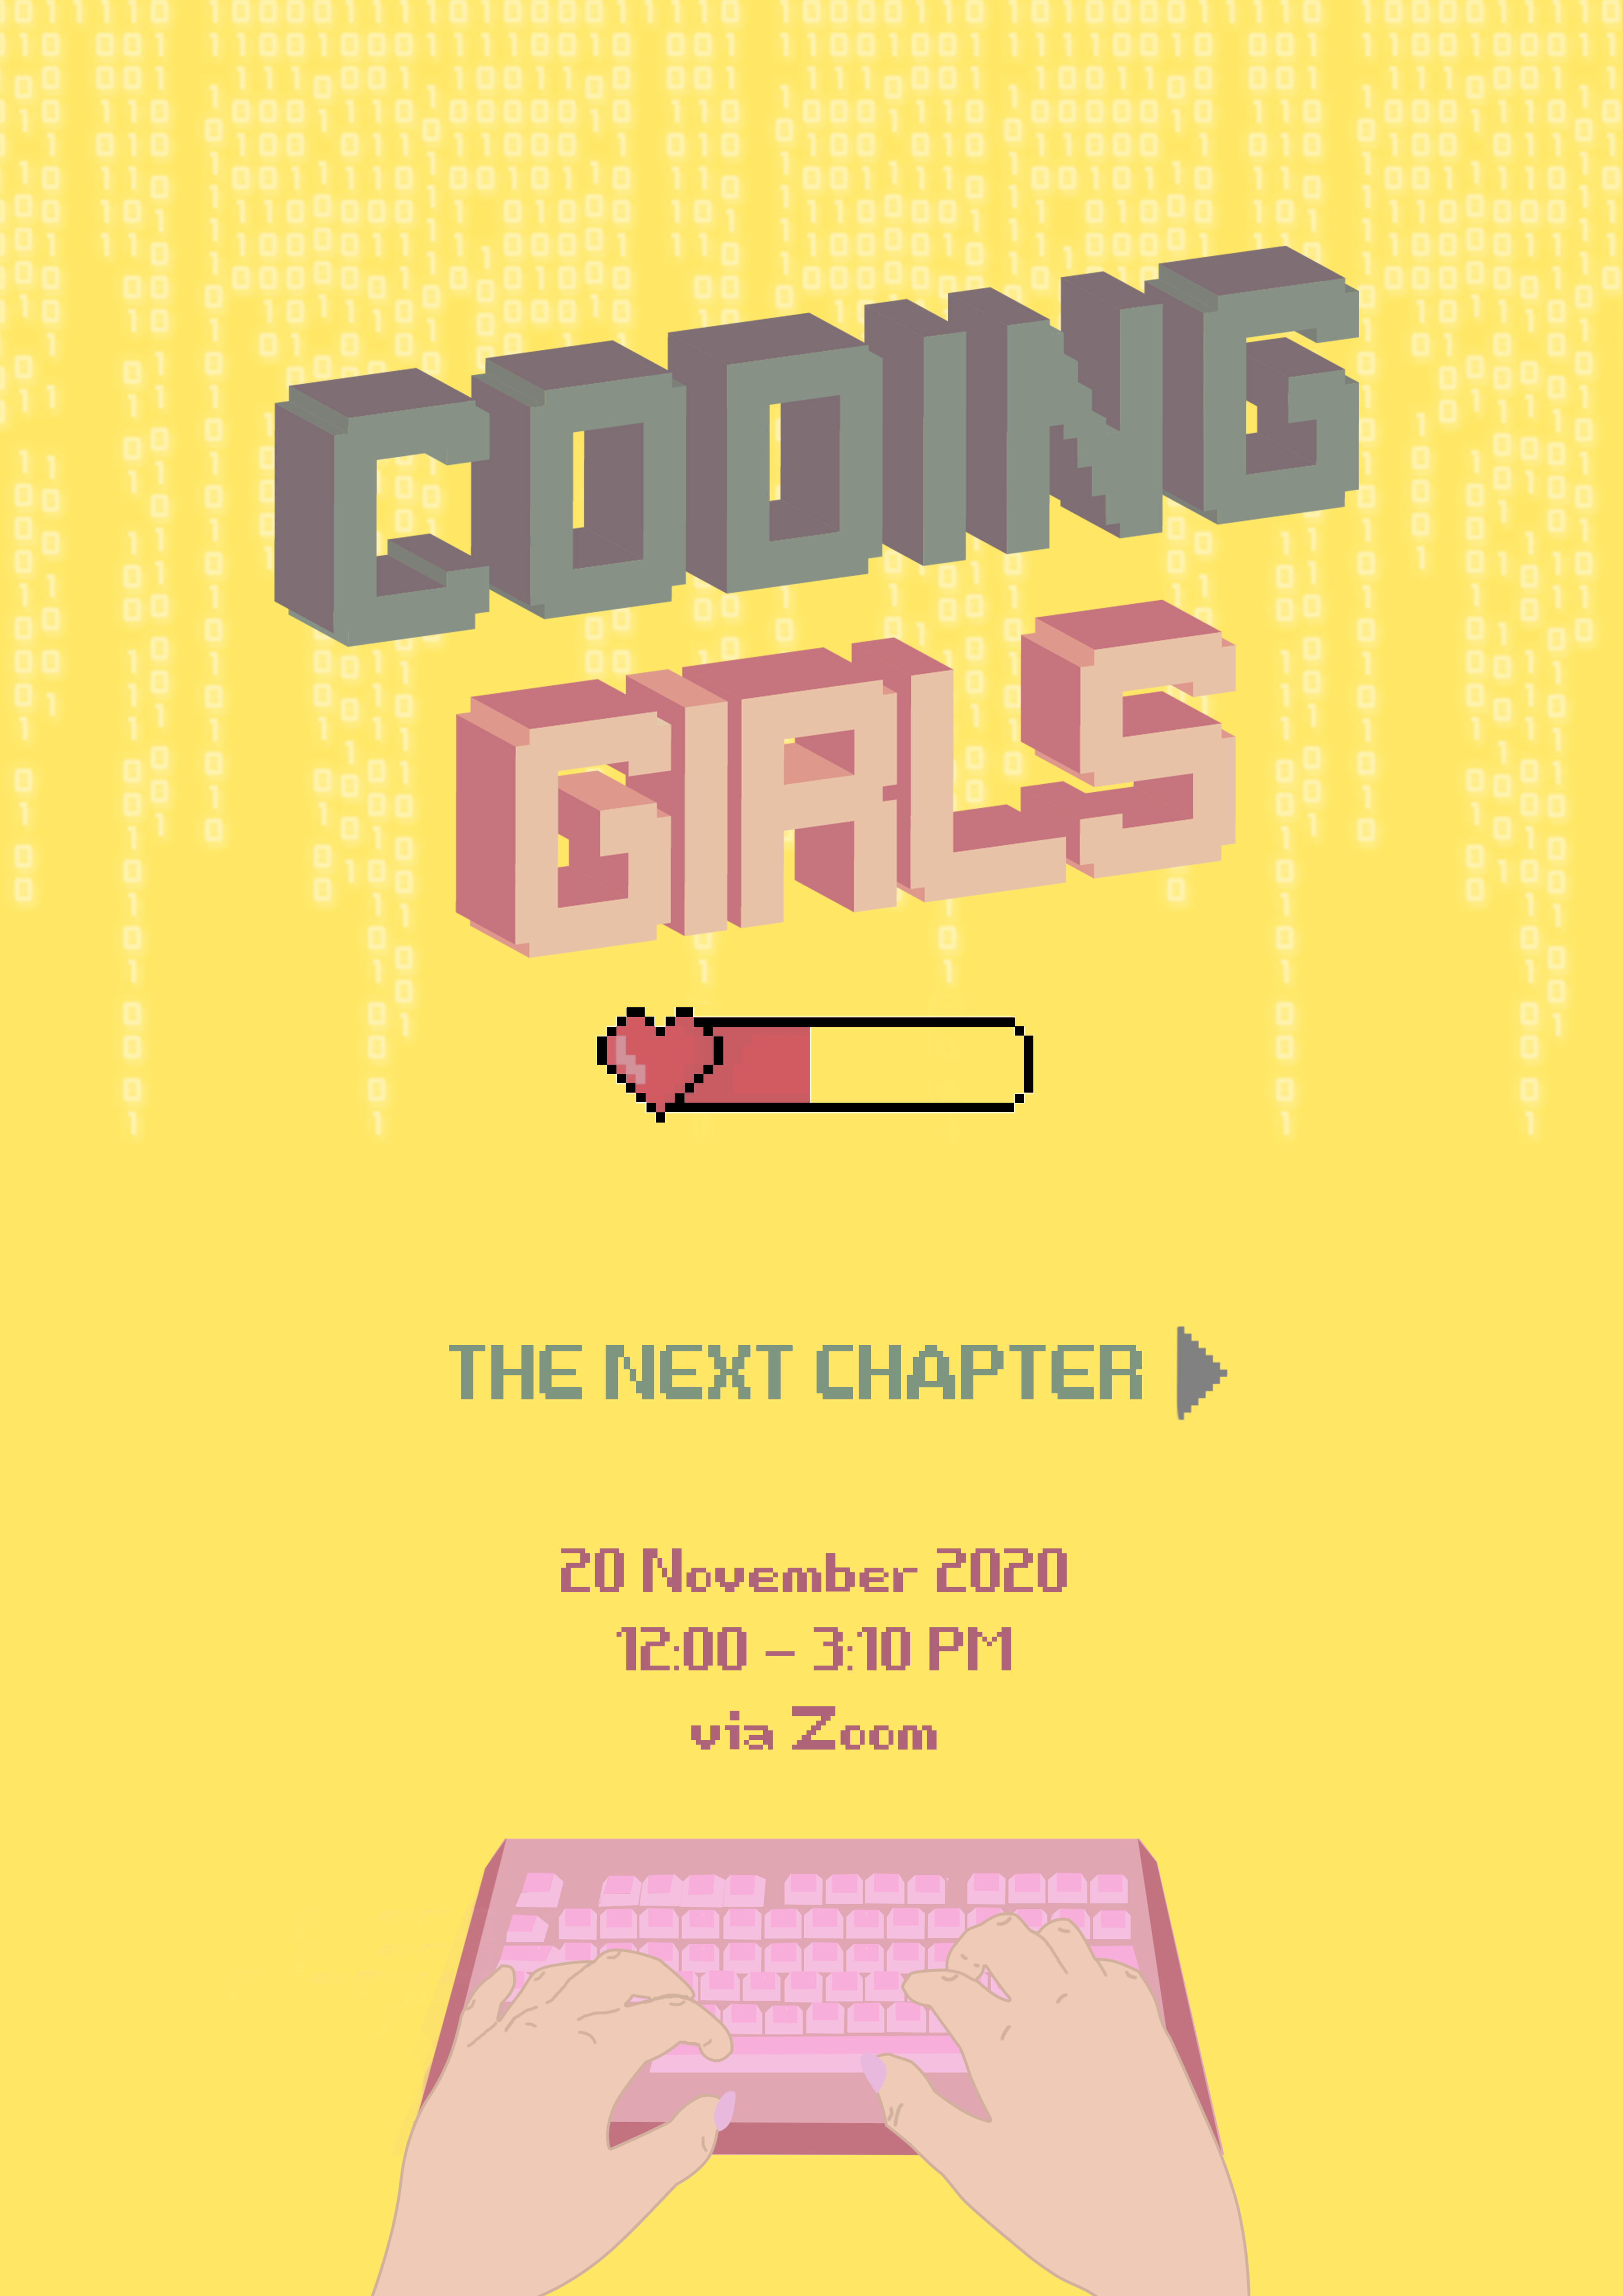 CODING
GIRLS
THE NEXT CHAPTER
20 November 2020
12:00 – 3:10 PM
via Zoom